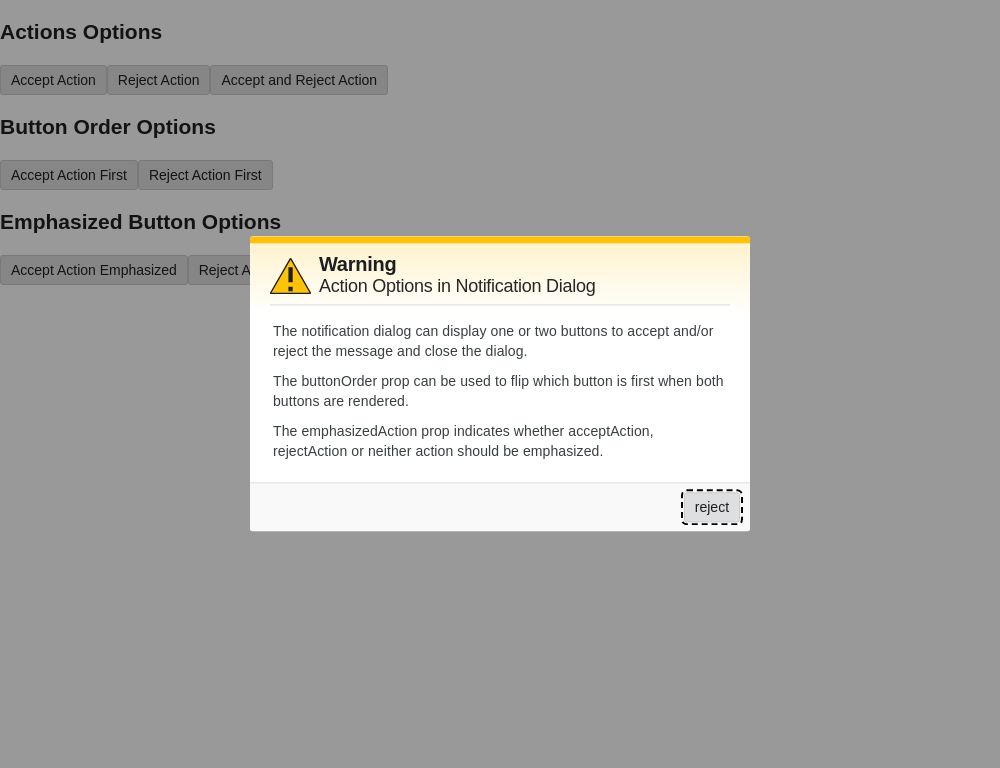 Actions Options
Accept Action Reject Action Accept and Reject Action
Button Order Options
Accept Action First Reject Action First
Emphasized Button Options
Accept Action Emphasized Reject A
Warning
Action Options in Notification Dialog
The notification dialog can display one or two buttons to accept and/or
reject the message and close the dialog.
The buttonOrder prop can be used to flip which button is first when both
buttons are rendered.
The emphasizedAction prop indicates whether acceptAction,
rejectAction or neither action should be emphasized.
reject